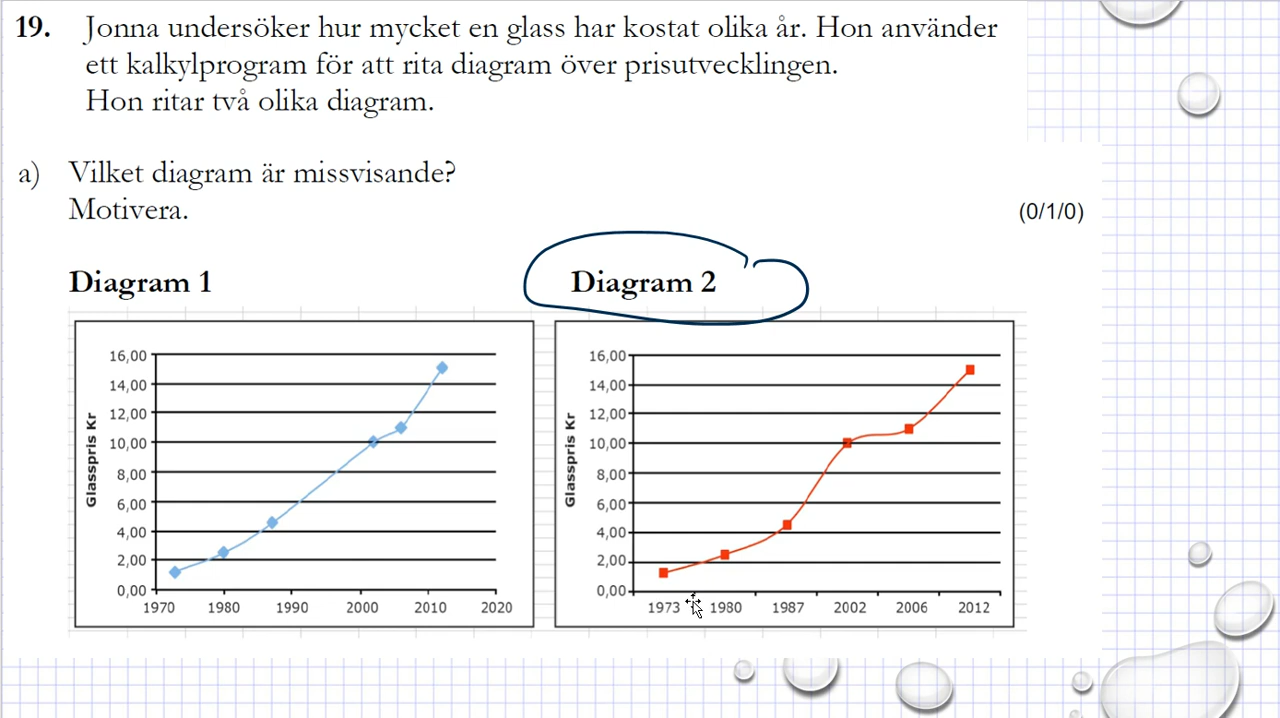 19. Jonna undersöker hur mycket en glass har kostat olika år. Hon använder
ett kalkylprogram för att rita diagram över prisutvecklingen.
Hon ritar två olika diagram.
a) Vilket diagram är missvisande?
Motivera. (0/1/0)
Diagram 1
Glasspris Kr
16,00
14,00
12,00
10,00
8,00
6,00
4,00
2,00
0,00
1970 1980 1990 2000 2010 2020
Diagram 2
Glasspris Kr
16,00
14,00
12,00
10,00
8,00
6,00
4,00
2,00
0,00
1973 1980 1987 2002 2006 2012